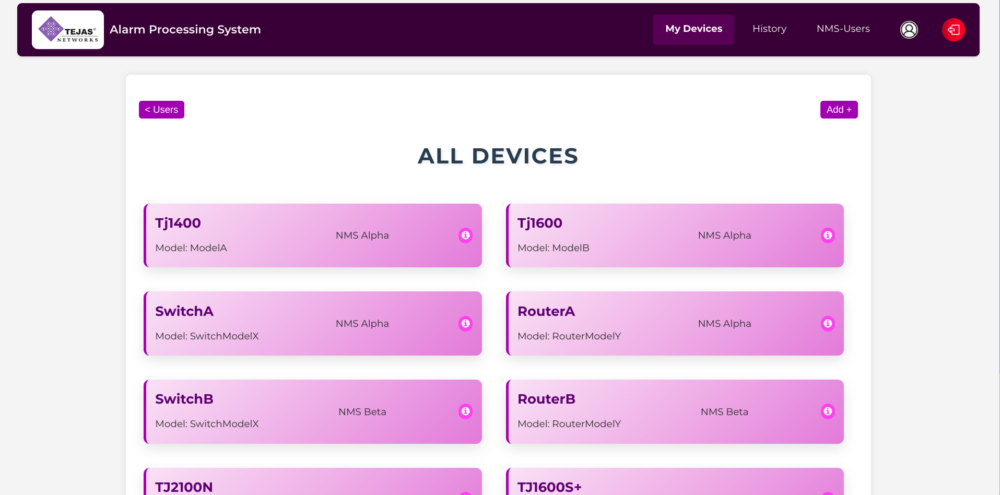 TEJAS
NETWORKS
Alarm Processing System
My Devices
History
NMS-Users
< Users
Add +
ALL DEVICES
Tj1400
Model: ModelA
NMS Alpha
Tj1600
Model: ModelB
NMS Alpha
SwitchA
Model: SwitchModelX
NMS Alpha
RouterA
Model: RouterModelY
NMS Alpha
SwitchB
Model: SwitchModelX
NMS Beta
RouterB
Model: RouterModelY
NMS Beta
TJ2100N
TJ1600S+